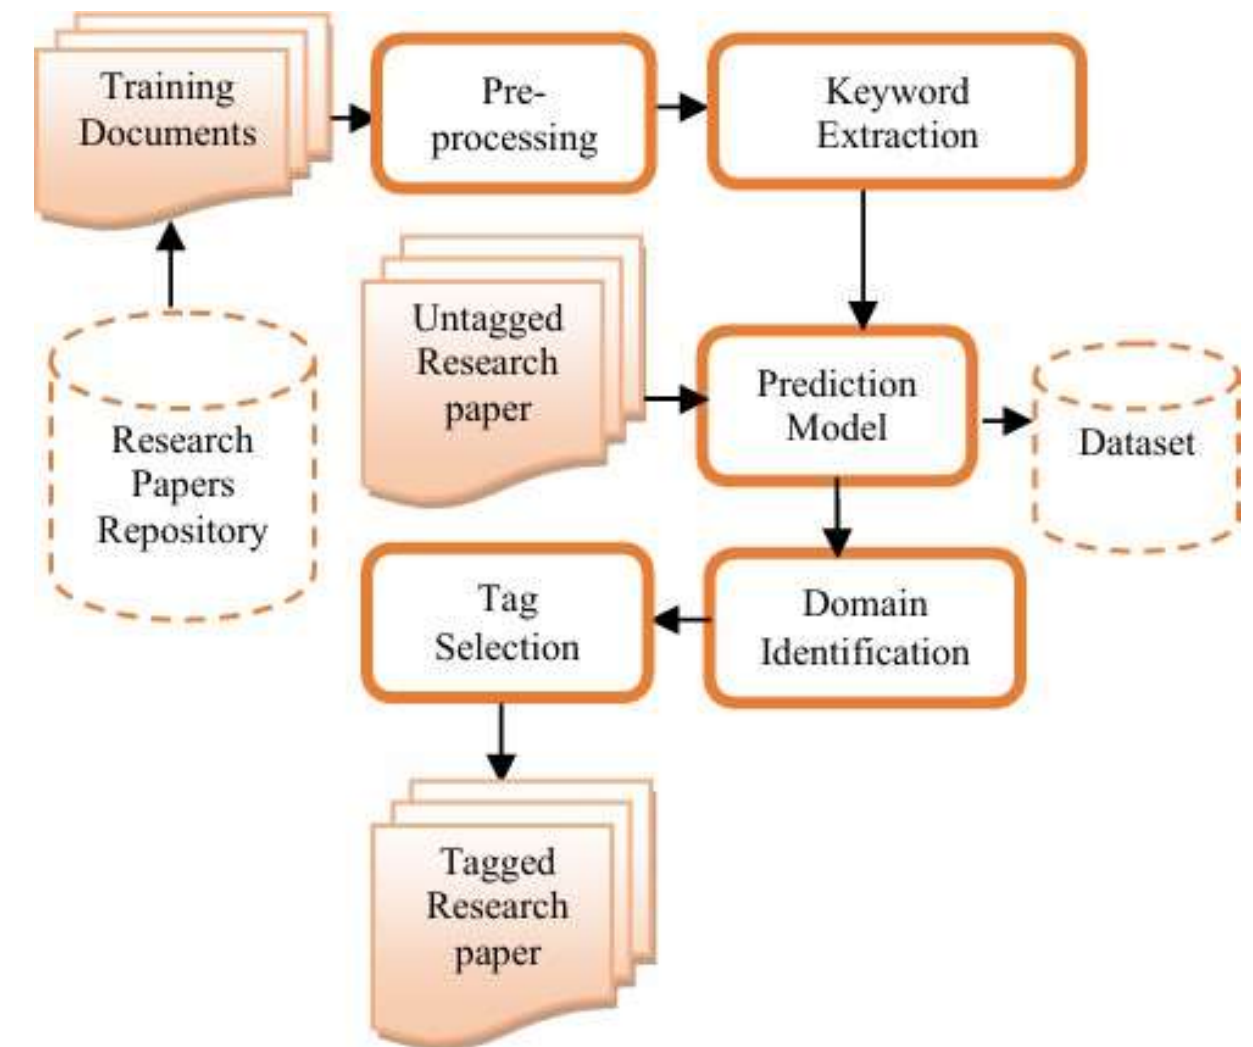 Training
Documents
Pre-
processing
Keyword
Extraction
Untagged
Research
paper
Prediction
Model
Dataset
Research
Papers
Repository
Tag
Selection
Domain
Identification
Tagged
Research
paper